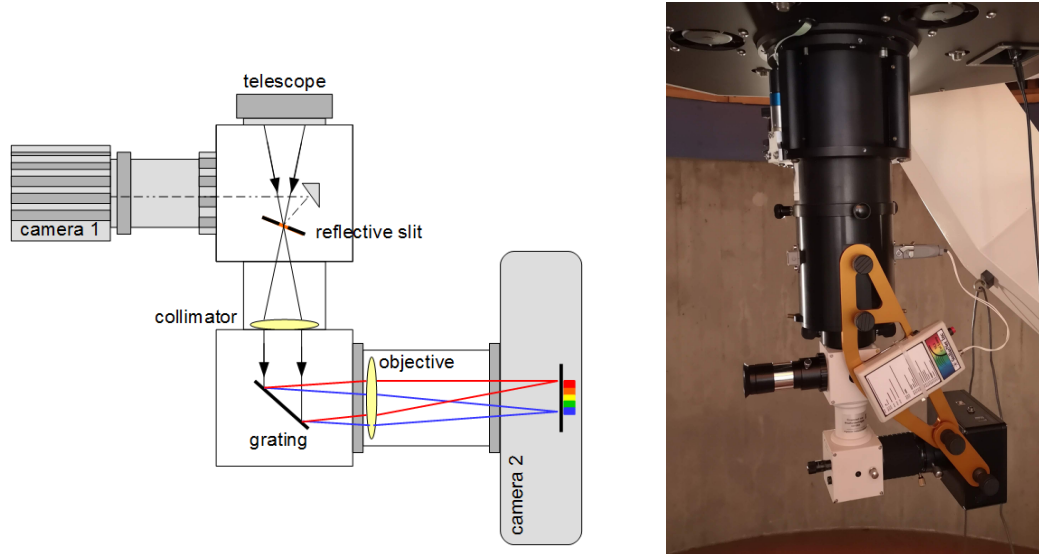 telescope
camera 1
reflective slit
collimator
objective
grating
camera 2